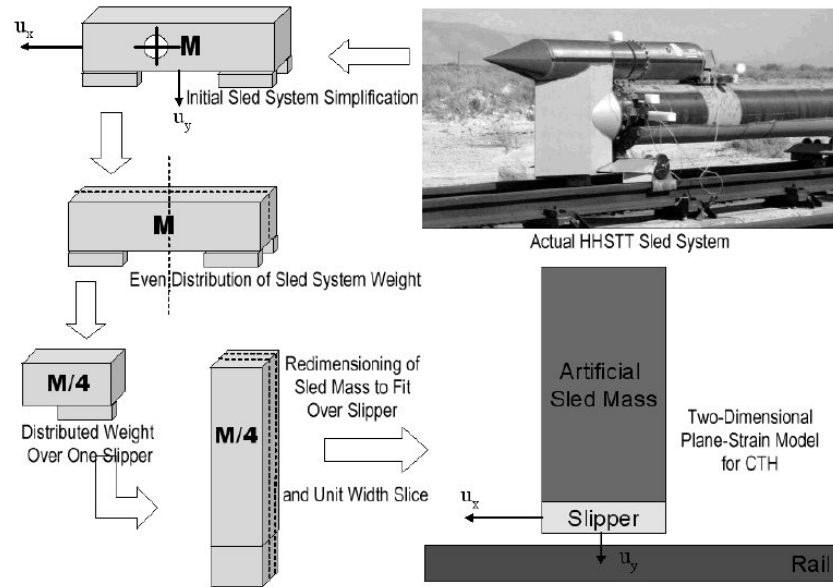 u_x
M
Initial Sled System Simplification
u_y
Actual HHSTT Sled System
M
Even Distribution of Sled System Weight
M/4
Distributed Weight
Over One Slipper
M/4
Redimensioning of
Sled Mass to Fit
Over Slipper
and Unit Width Slice
Artificial
Sled Mass
Two-Dimensional
Plane-Strain Model
for CTH
u_x
Slipper
u_y
Rail